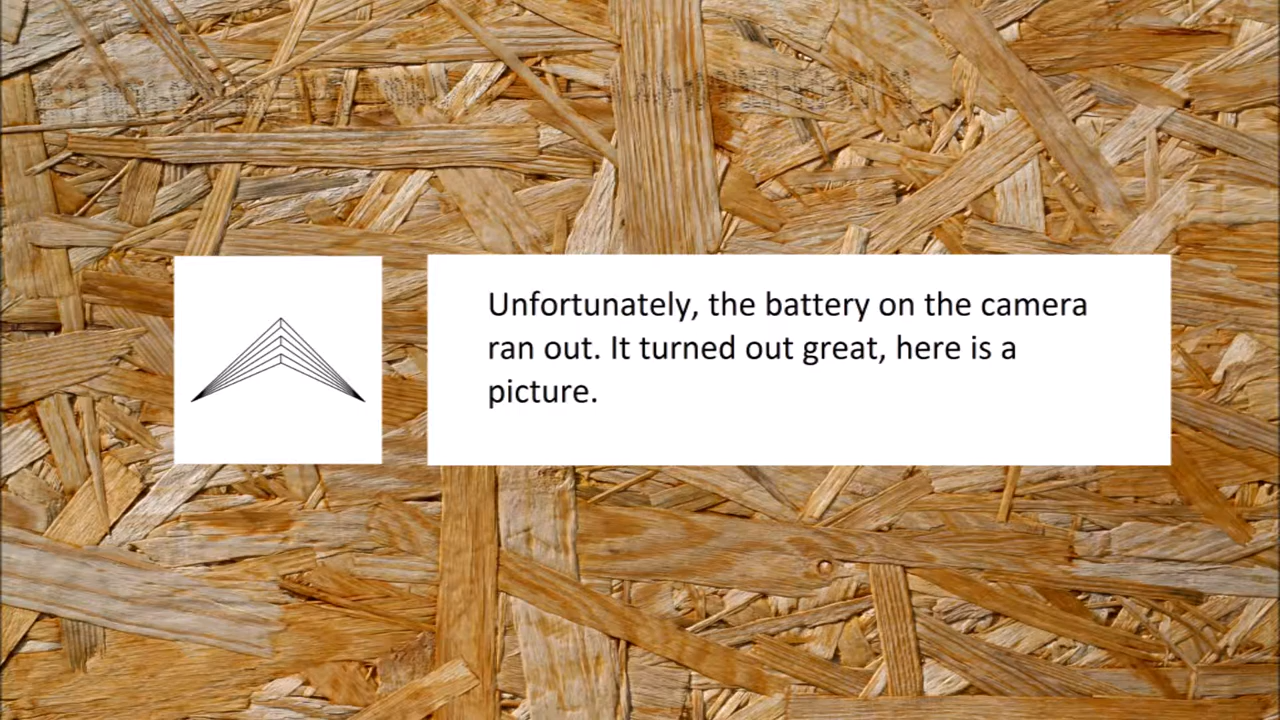 Unfortunately, the battery on the camera
ran out. It turned out great, here is a
picture.